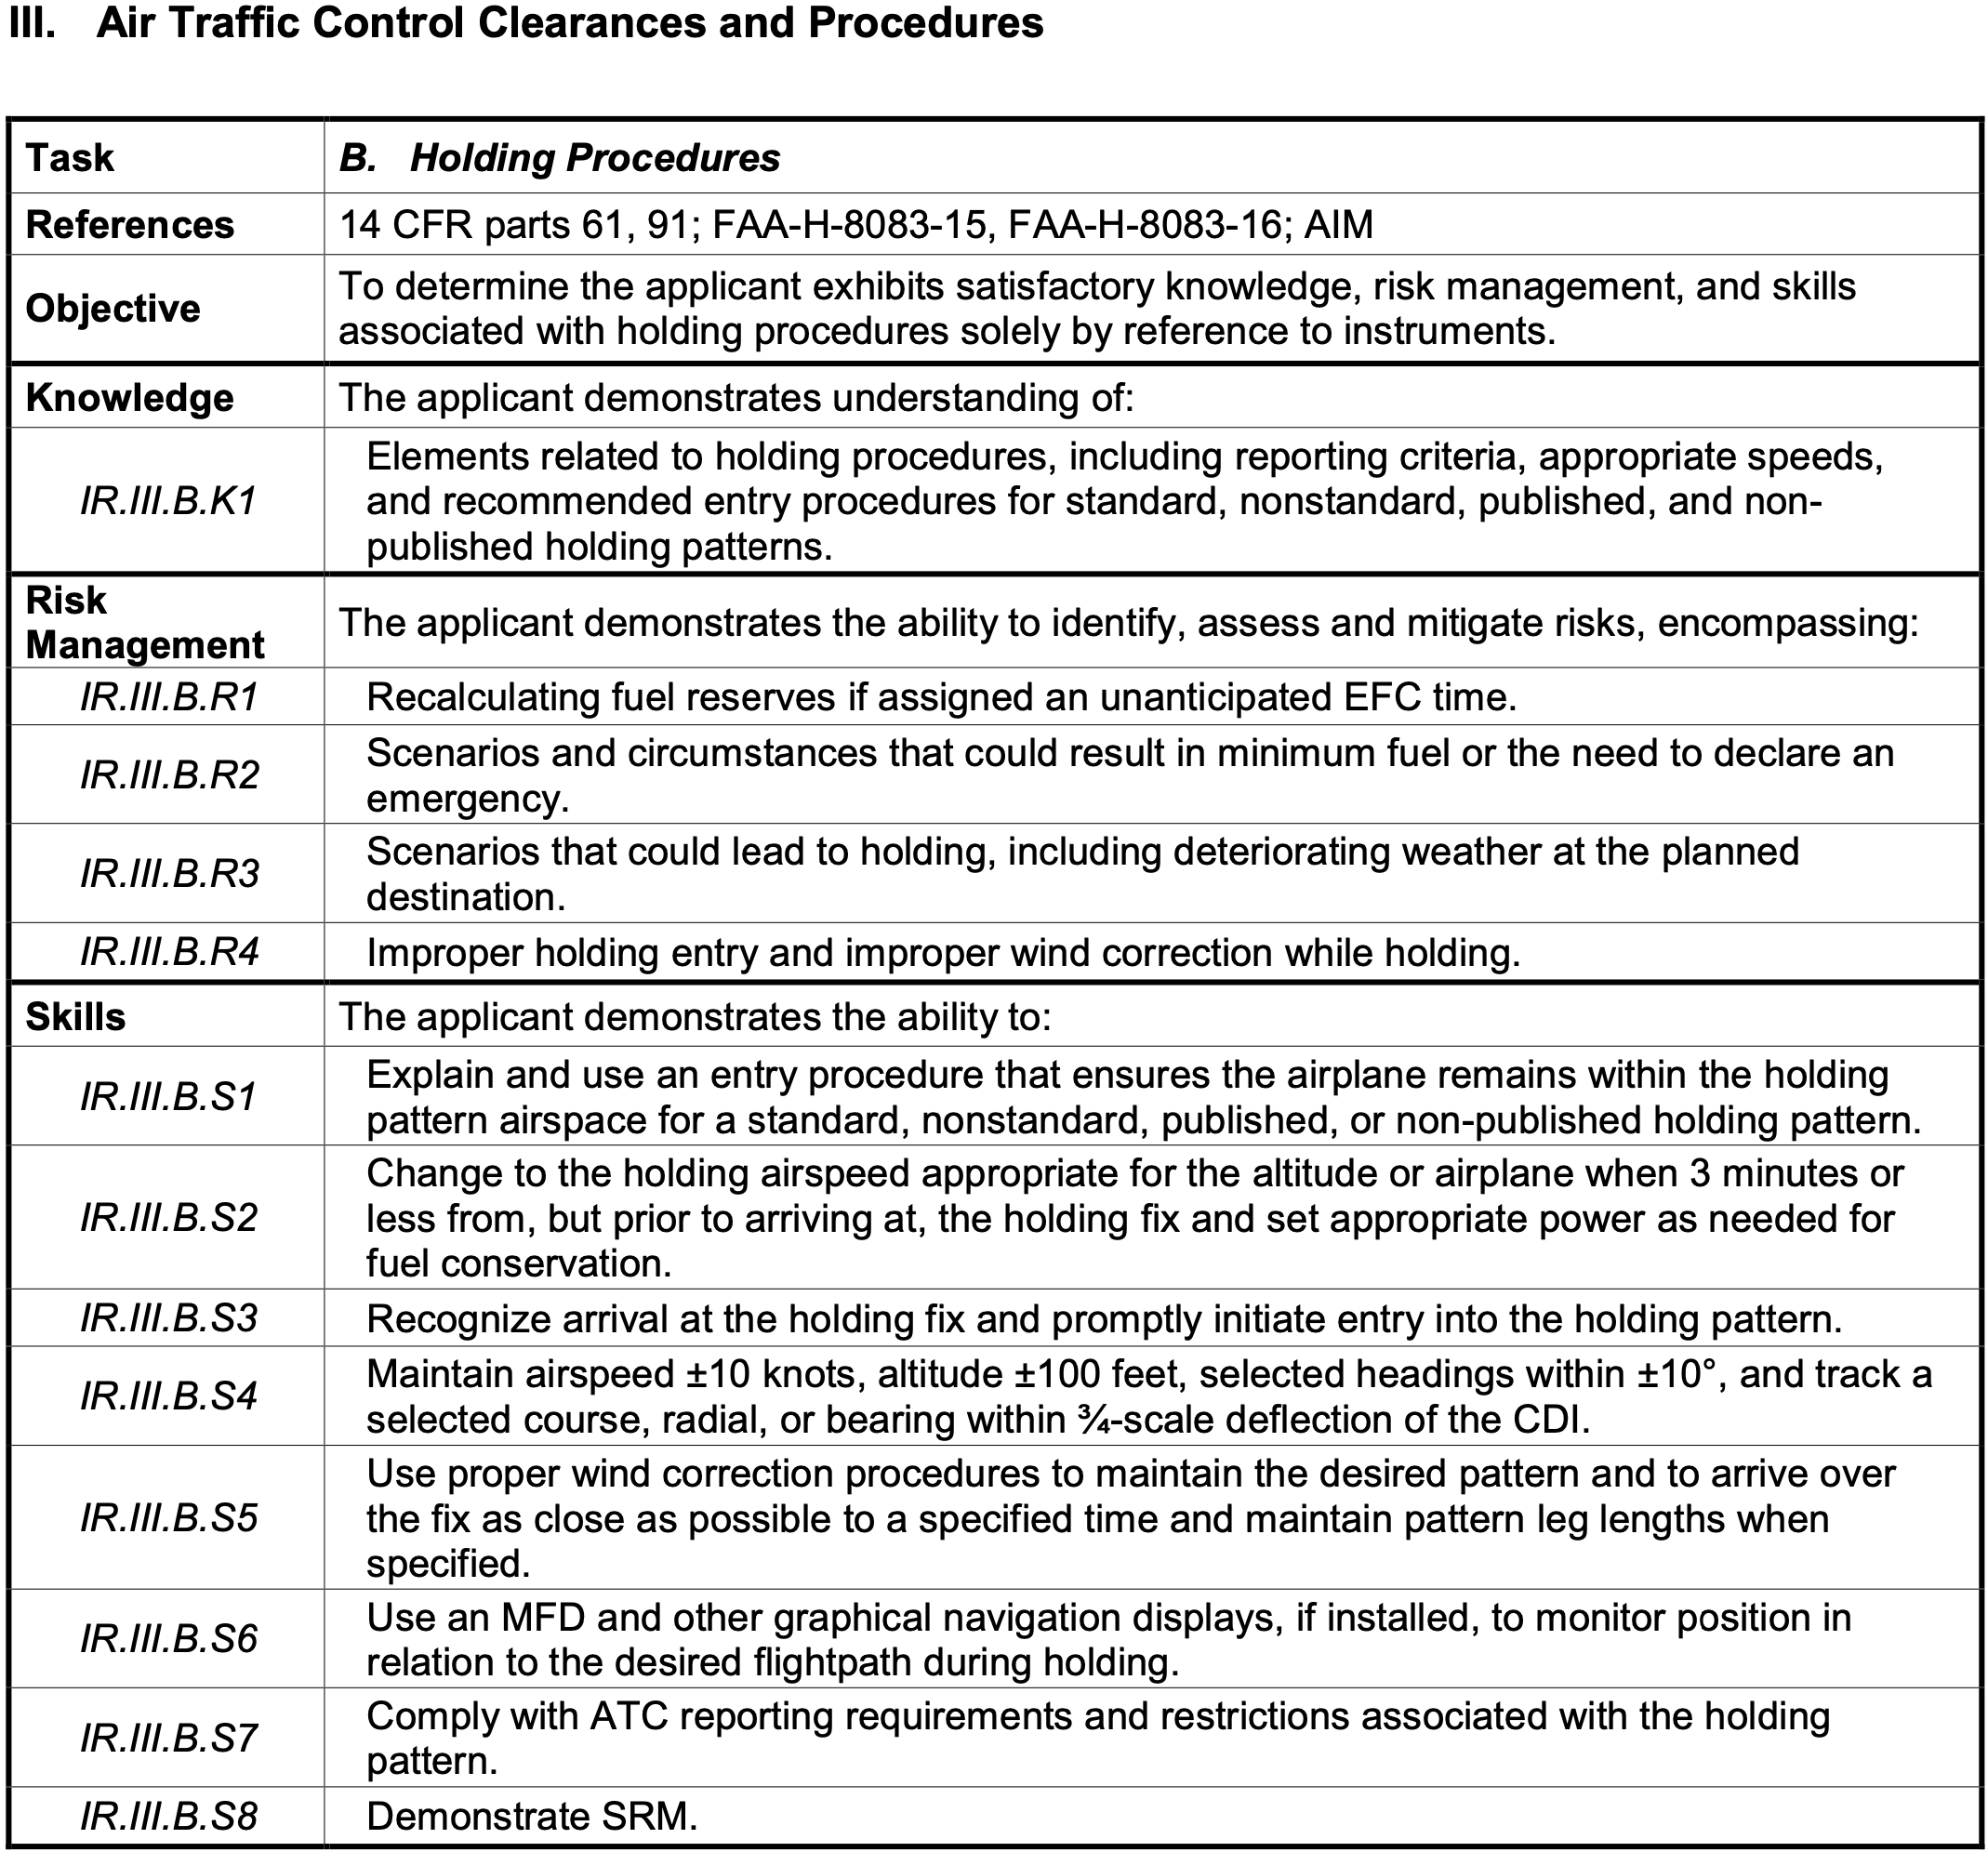 III. Air Traffic Control Clearances and Procedures
Task
B. Holding Procedures
References
14 CFR parts 61, 91; FAA-H-8083-15, FAA-H-8083-16; AIM
Objective
To determine the applicant exhibits satisfactory knowledge, risk management, and skills
associated with holding procedures solely by reference to instruments.
Knowledge
The applicant demonstrates understanding of:
IR.III.B.K1
Elements related to holding procedures, including reporting criteria, appropriate speeds,
and recommended entry procedures for standard, nonstandard, published, and non-
published holding patterns.
Risk
Management
The applicant demonstrates the ability to identify, assess and mitigate risks, encompassing:
IR.III.B.R1
Recalculating fuel reserves if assigned an unanticipated EFC time.
IR.III.B.R2
Scenarios and circumstances that could result in minimum fuel or the need to declare an
emergency.
IR.III.B.R3
Scenarios that could lead to holding, including deteriorating weather at the planned
destination.
IR.III.B.R4
Improper holding entry and improper wind correction while holding.
Skills
The applicant demonstrates the ability to:
IR.III.B.S1
Explain and use an entry procedure that ensures the airplane remains within the holding
pattern airspace for a standard, nonstandard, published, or non-published holding pattern.
IR.III.B.S2
Change to the holding airspeed appropriate for the altitude or airplane when 3 minutes or
less from, but prior to arriving at, the holding fix and set appropriate power as needed for
fuel conservation.
IR.III.B.S3
Recognize arrival at the holding fix and promptly initiate entry into the holding pattern.
IR.III.B.S4
Maintain airspeed ±10 knots, altitude ±100 feet, selected headings within ±10°, and track a
selected course, radial, or bearing within ¾-scale deflection of the CDI.
IR.III.B.S5
Use proper wind correction procedures to maintain the desired pattern and to arrive over
the fix as close as possible to a specified time and maintain pattern leg lengths when
specified.
IR.III.B.S6
Use an MFD and other graphical navigation displays, if installed, to monitor position in
relation to the desired flightpath during holding.
IR.III.B.S7
Comply with ATC reporting requirements and restrictions associated with the holding
pattern.
IR.III.B.S8
Demonstrate SRM.